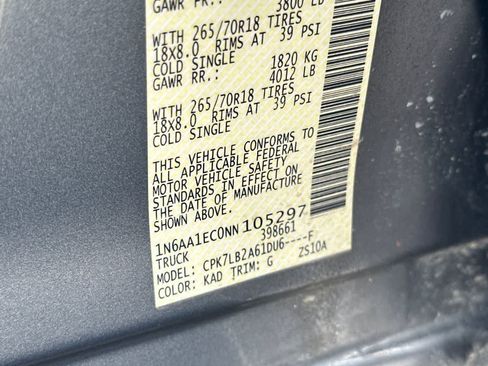 GAWR FR.: 3800 LB
WITH 265/70R18 TIRES
18X8.0 RIMS AT 39 PSI
COLD SINGLE
GAWR RR.: 1820 KG
4012 LB
WITH 265/70R18 TIRES
18X8.0 RIMS AT 39 PSI
COLD SINGLE
THIS VEHICLE CONFORMS TO
ALL APPLICABLE FEDERAL
MOTOR VEHICLE SAFETY
STANDARDS IN EFFECT ON
THE DATE OF MANUFACTURE
SHOWN ABOVE.
1N6AA1EC0NN105297
TRUCK 398661
MODEL: CPK7LB2A61DU6----F
COLOR: KAD TRIM: G ZS10A